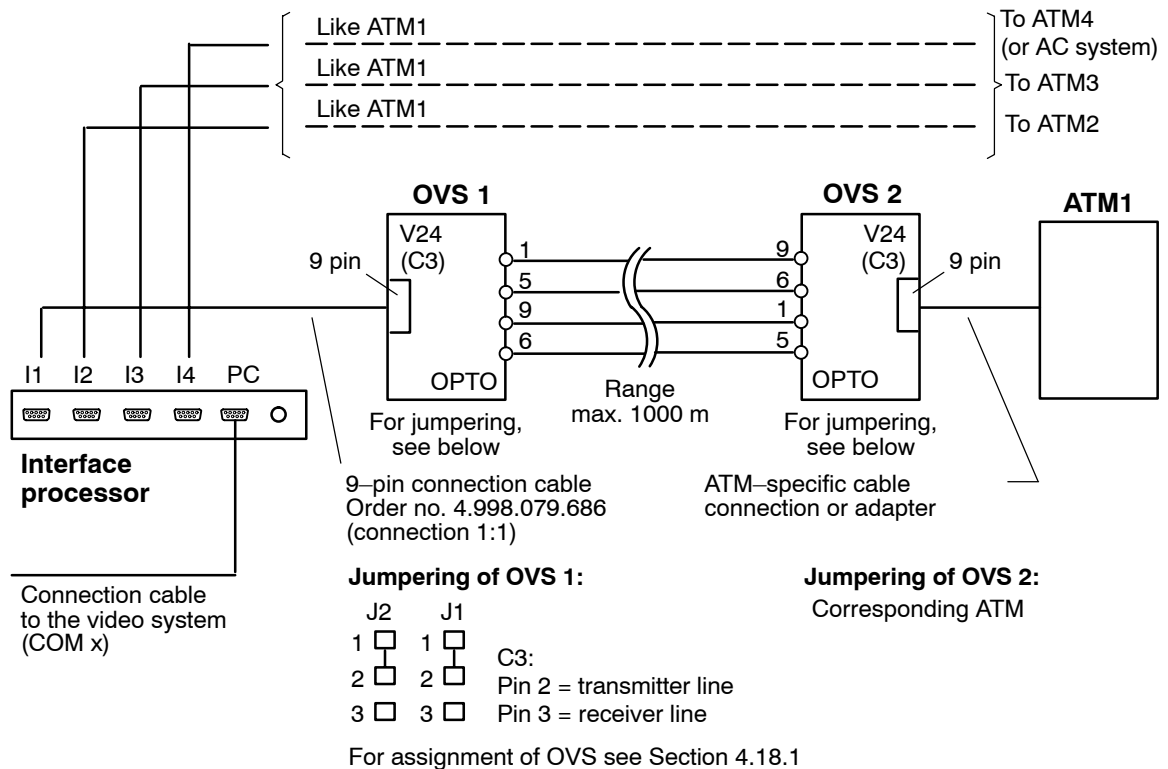 Like ATM1
To ATM4
(or AC system)
Like ATM1
To ATM3
Like ATM1
To ATM2
OVS 1
OVS 2
ATM1
V24
(C3)
9 pin
1
5
9
6
OPTO
9
6
1
5
V24
(C3)
9 pin
OPTO
Range
max. 1000 m
I1
I2
I3
I4
PC
For jumpering,
see below
For jumpering,
see below
Interface
processor
9–pin connection cable
Order no. 4.998.079.686
(connection 1:1)
ATM–specific cable
connection or adapter
Connection cable
to the video system
(COM x)
Jumpering of OVS 1:
Jumpering of OVS 2:
Corresponding ATM
J2
J1
1
1
2
2
3
3
C3:
Pin 2 = transmitter line
Pin 3 = receiver line
For assignment of OVS see Section 4.18.1